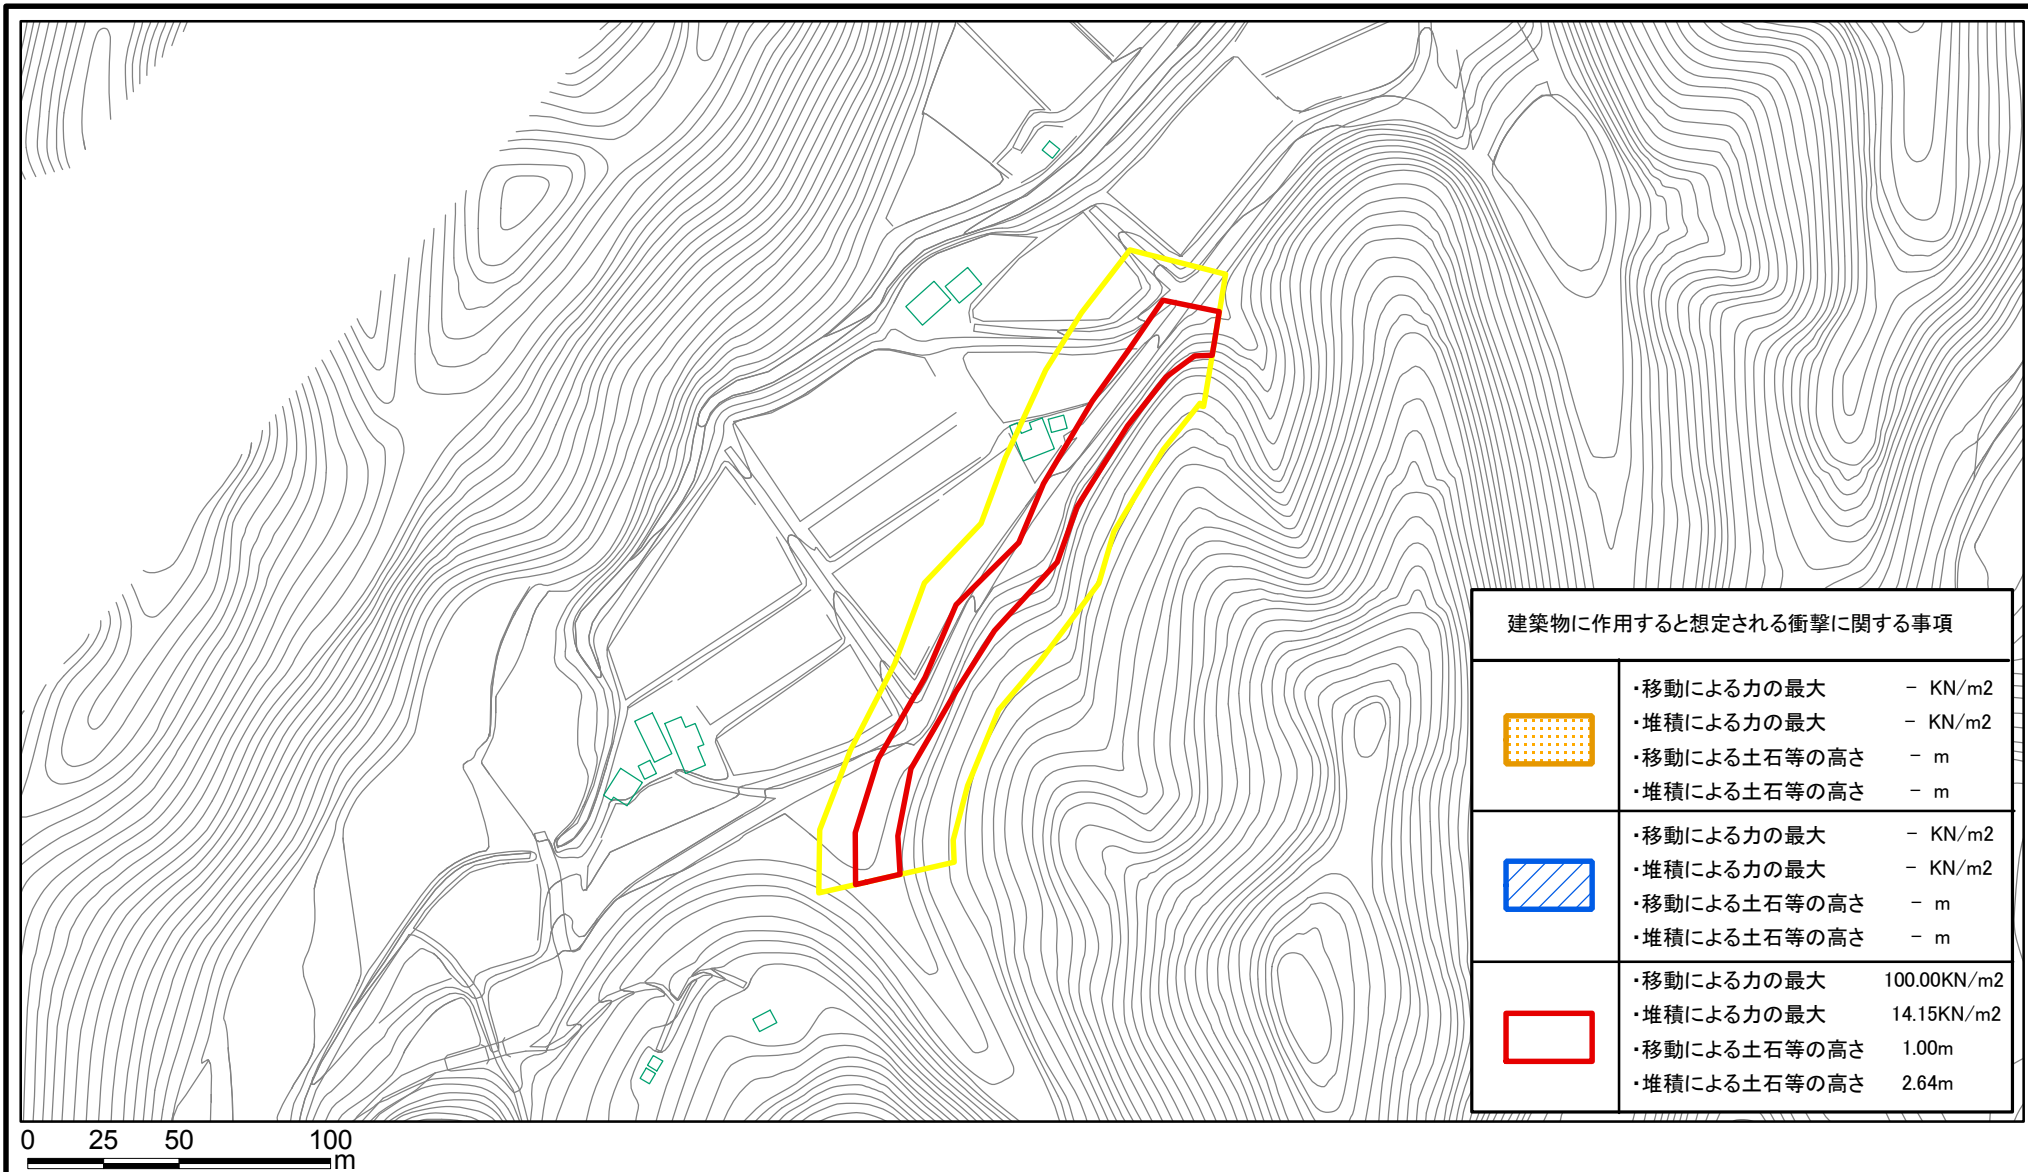 建築物に作用すると想定される衝撃に関する事項
・移動による力の最大 － KN/m2
・堆積による力の最大 － KN/m2
・移動による土石等の高さ － m
・堆積による土石等の高さ － m
・移動による力の最大 － KN/m2
・堆積による力の最大 － KN/m2
・移動による土石等の高さ － m
・堆積による土石等の高さ － m
・移動による力の最大 100.00KN/m2
・堆積による力の最大 14.15KN/m2
・移動による土石等の高さ 1.00m
・堆積による土石等の高さ 2.64m
0 25 50 100
m